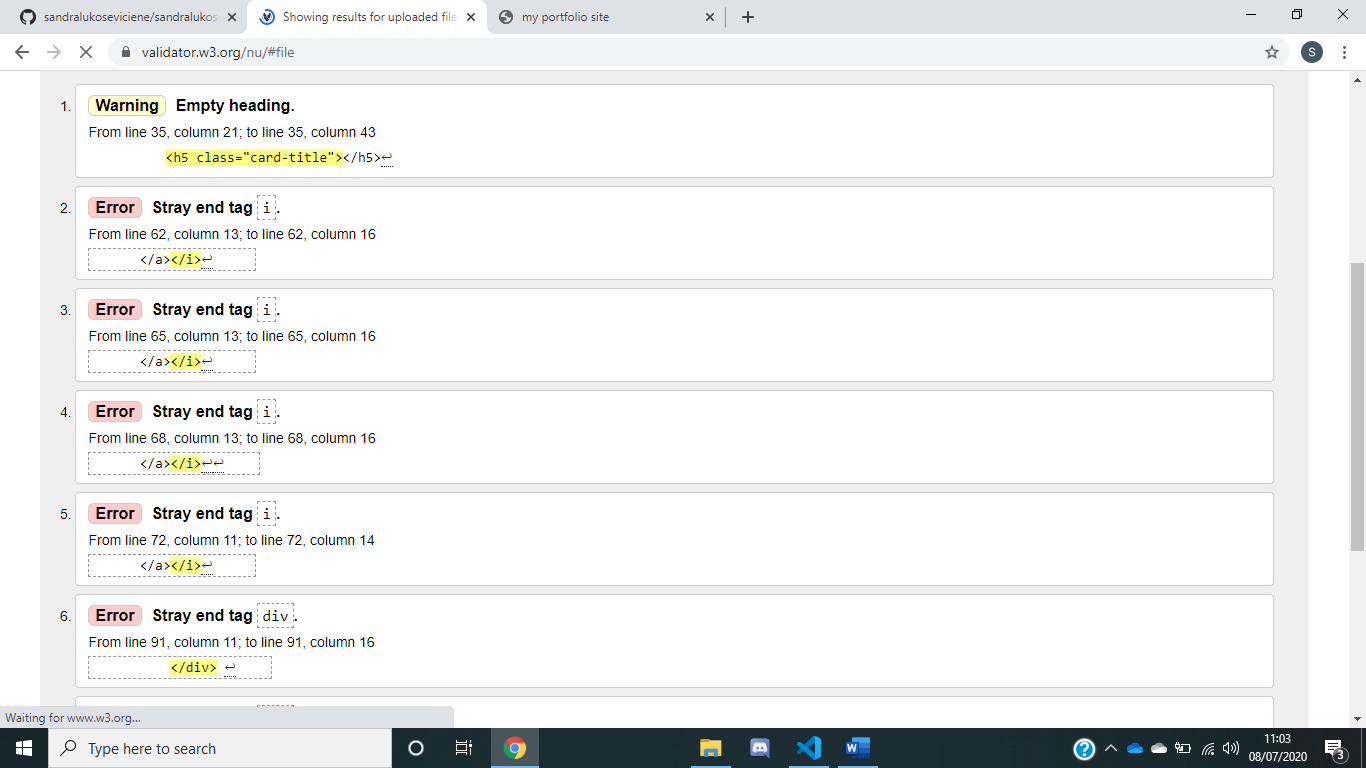 sandralukoseviciene/sandralukos
Showing results for uploaded file
my portfolio site
validator.w3.org/nu/#file
S
1. Warning Empty heading.
From line 35, column 21; to line 35, column 43
<h5 class="card-title"></h5>↩
2. Error Stray end tag i.
From line 62, column 13; to line 62, column 16
</a></i>↩
3. Error Stray end tag i.
From line 65, column 13; to line 65, column 16
</a></i>↩
4. Error Stray end tag i.
From line 68, column 13; to line 68, column 16
</a></i>↩↩
5. Error Stray end tag i.
From line 72, column 11; to line 72, column 14
</a></i>↩
6. Error Stray end tag div.
From line 91, column 11; to line 91, column 16
</div> ↩
Waiting for www.w3.org...
Type here to search
11:03
08/07/2020
3